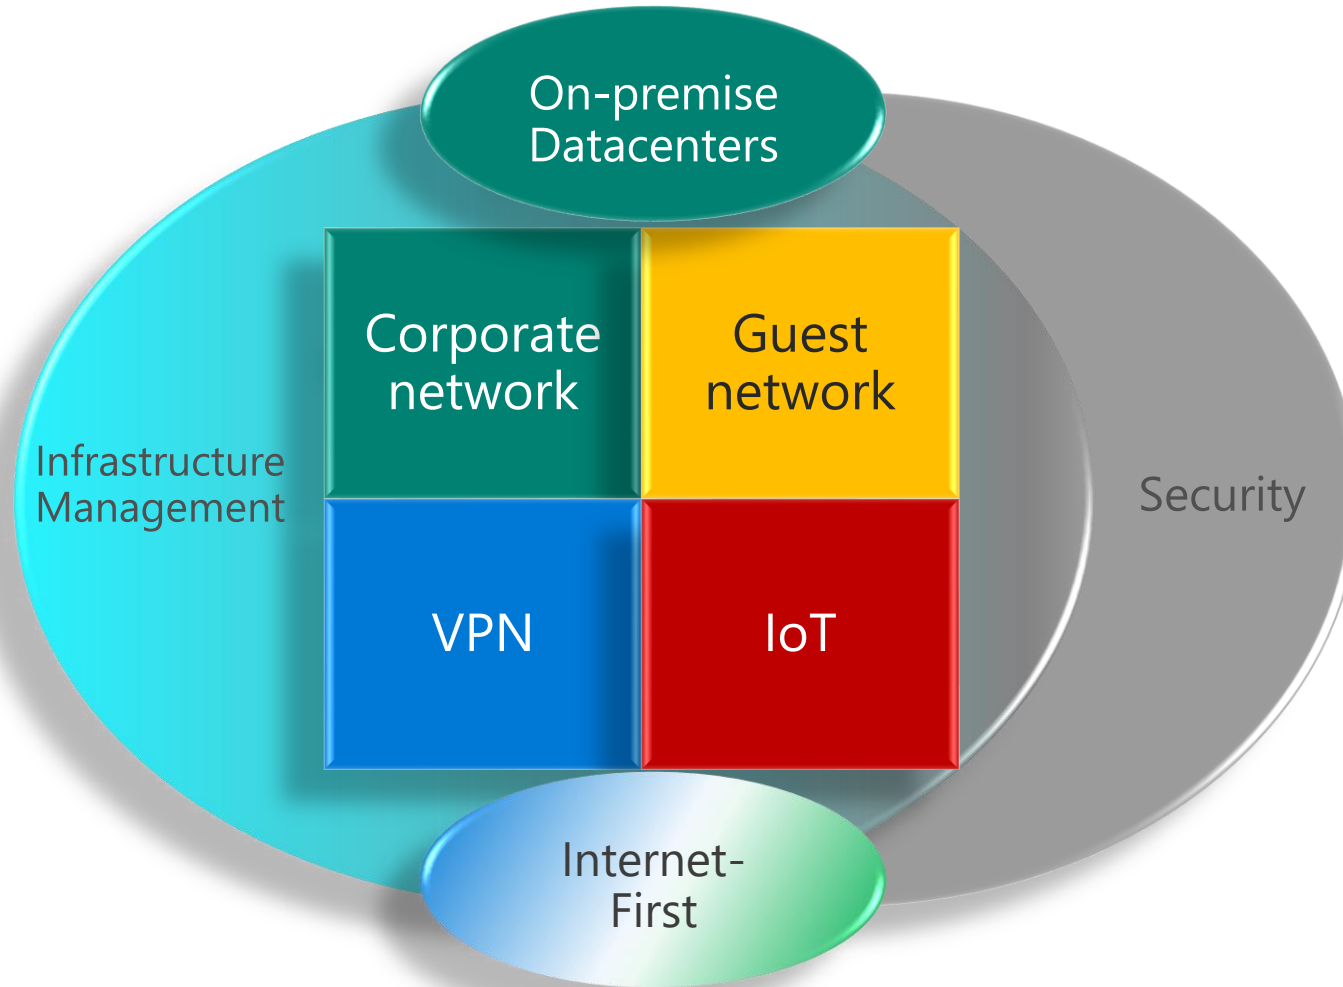 On-premise
Datacenters
Corporate
network
Guest
network
Infrastructure
Management
Security
VPN
IoT
Internet-
First